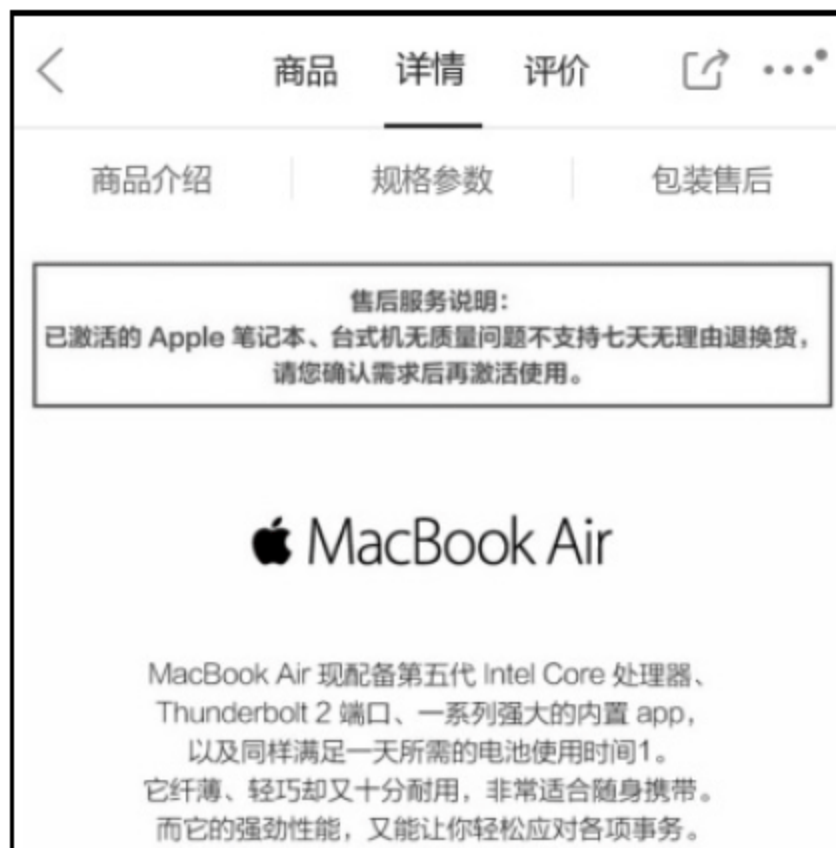 商品 详情 评价
商品介绍 规格参数 包装售后
售后服务说明：
已激活的 Apple 笔记本、台式机无质量问题不支持七天无理由退换货，
请您确认需求后再激活使用。
MacBook Air
MacBook Air 现配备第五代 Intel Core 处理器、
Thunderbolt 2 端口、一系列强大的内置 app，
以及同样满足一天所需的电池使用时间1。
它纤薄、轻巧却又十分耐用，非常适合随身携带。
而它的强劲性能，又能让你轻松应对各项事务。